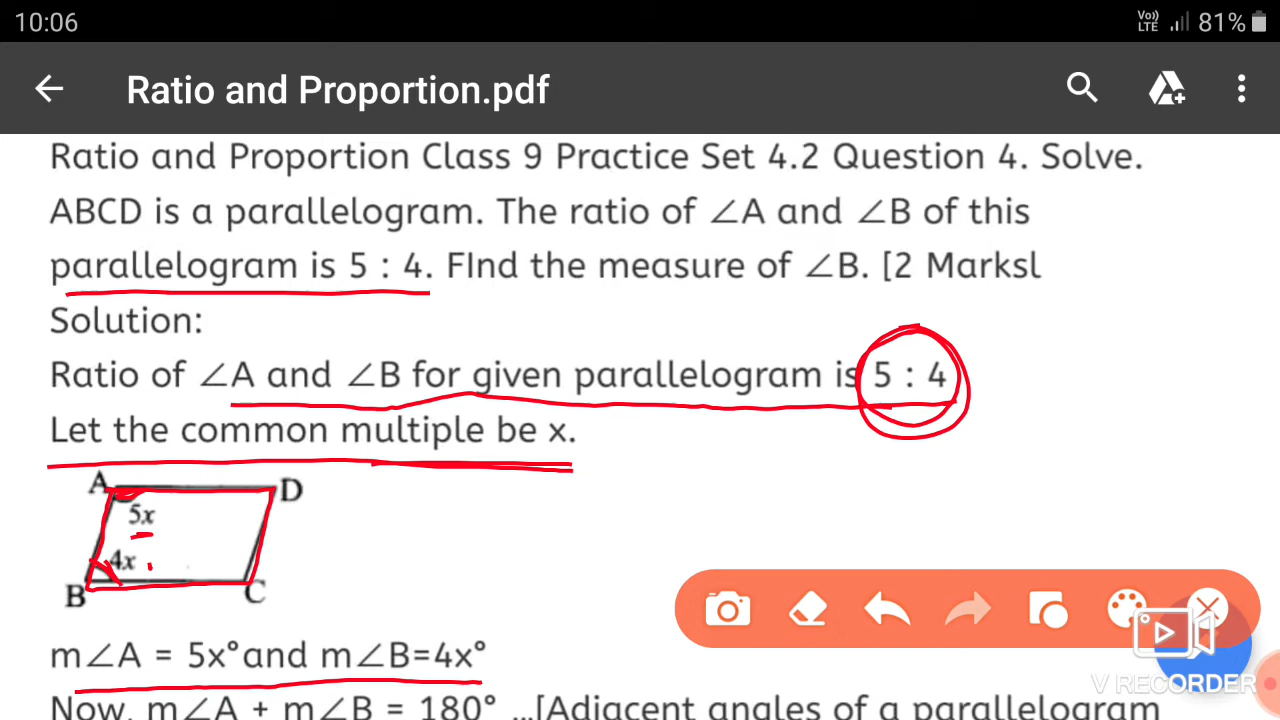 10:06
Vo)) LTE 81%
Ratio and Proportion.pdf
Ratio and Proportion Class 9 Practice Set 4.2 Question 4. Solve.
ABCD is a parallelogram. The ratio of ∠A and ∠B of this
parallelogram is 5 : 4. FInd the measure of ∠B. [2 Marksl
Solution:
Ratio of ∠A and ∠B for given parallelogram is 5 : 4
Let the common multiple be x.
A D
5x
4x
B C
m∠A = 5x°and m∠B=4x°
V RECORDER
Now, m∠A + m∠B = 180° ...[Adjacent angles of a parallelogram